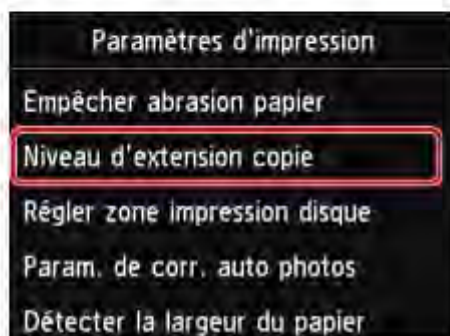 Paramètres d'impression
Empêcher abrasion papier
Niveau d'extension copie
Régler zone impression disque
Param. de corr. auto photos
Détecter la largeur du papier